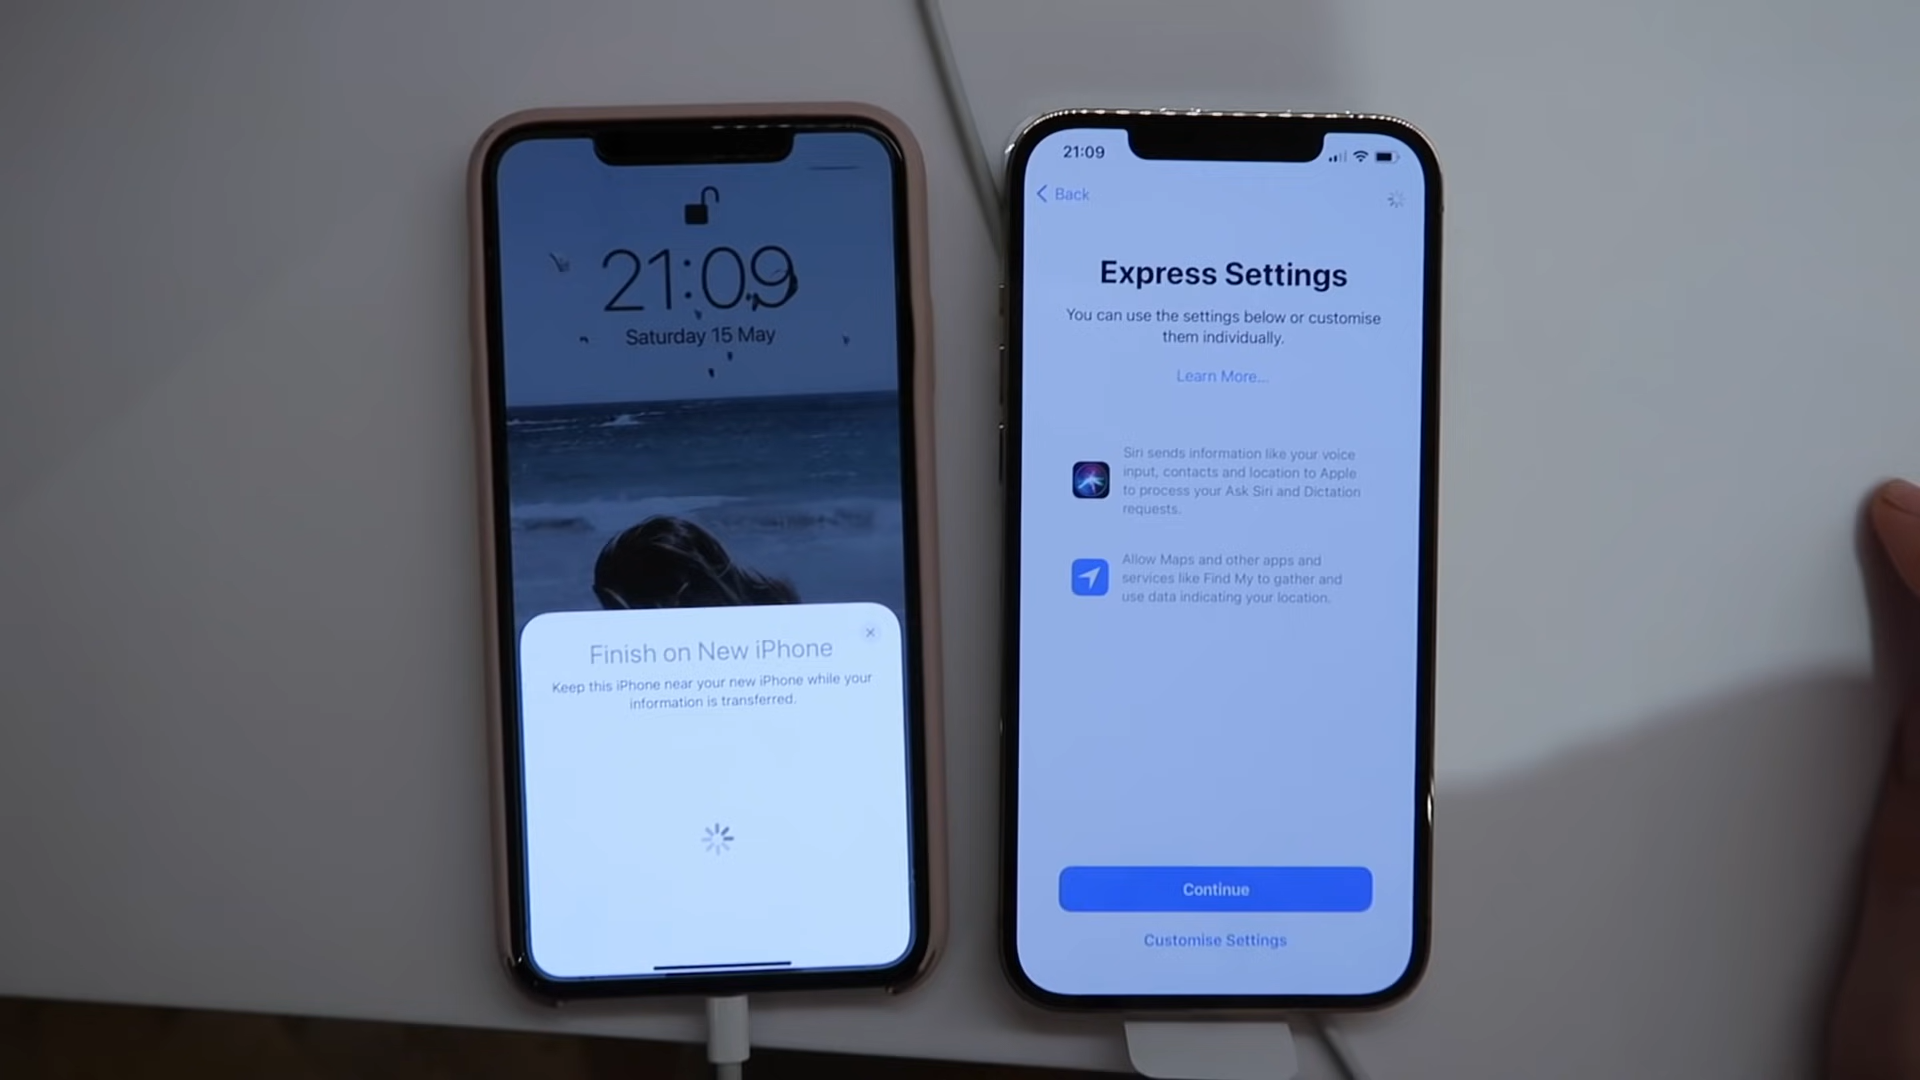 21:09
Saturday 15 May
Finish on New iPhone
Keep this iPhone near your new iPhone while your
information is transferred.
21:09
Back
Express Settings
You can use the settings below or customise
them individually.
Learn More...
Siri sends information like your voice
input, contacts and location to Apple
to process your Ask Siri and Dictation
requests.
Allow Maps and other apps and
services like Find My to gather and
use data indicating your location.
Continue
Customise Settings